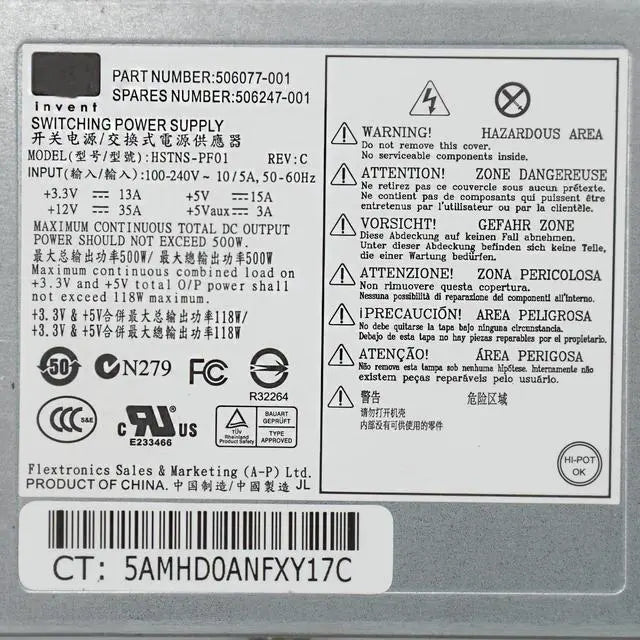 invent
PART NUMBER:506077-001
SPARES NUMBER:506247-001
SWITCHING POWER SUPPLY
开关电源/交換式電源供應器
MODEL(型号/型號):HSTNS-PF01 REV:C
INPUT(输入/輸入):100-240V~ 10/5A, 50-60Hz
+3.3V ⎓ 13A +5V ⎓ 15A
+12V ⎓ 35A +5Vaux ⎓ 3A
MAXIMUM CONTINUOUS TOTAL DC OUTPUT
POWER SHOULD NOT EXCEED 500W.
最大总输出功率500W/ 最大總輸出功率500W
Maximum continuous combined load on
+3.3V and +5V total O/P power shall
not exceed 118W maximum.
+3.3V & +5V合併最大总输出功率118W/
+3.3V & +5V合併最大總輸出功率118W
50 N279 FC
R32264
CCC S&E
c RU US
E233466
TÜV
Rheinland
Product Safety
BAUART
GEPRÜFT
TYPE
APPROVED
Flextronics Sales & Marketing (A-P) Ltd.
PRODUCT OF CHINA. 中国制造/中國製造 JL
WARNING! HAZARDOUS AREA
Do not remove this cover.
No serviceable components inside.
ATTENTION! ZONE DANGEREUSE
Ne retirez pas ce couvercle sous aucun prétexte.
Ne contient pas de composants qui puissent être
entretenus par l'utilisateur ou par la clientèle.
VORSICHT! GEFAHR ZONE
Diese Abdeckung auf keinen Fall abnehmen.
Unter dieser Abdeckung befinden sich keine Teile,
die einer Wartung bedürfen.
ATTENZIONE! ZONA PERICOLOSA
Non rimuovere questa copertura.
Nessuna possibilità di reparazione del componenti all'interno.
¡PRECAUCIÓN! AREA PELIGROSA
No debe quitarse la tapa bajo ninguna circunstancia.
Debajo de esta tapa no hay piezas reparables por el propietario.
ATENÇÃO! ÁREA PERIGOSA
Não remova esta tampa sob nenhuma hipótese. Internamente não
existem peças reparáveis pelo usuário.
警告 危险区域
请勿打开机壳
内部没有可供使用的零件
HI-POT
OK
CT: 5AMHD0ANFXY17C